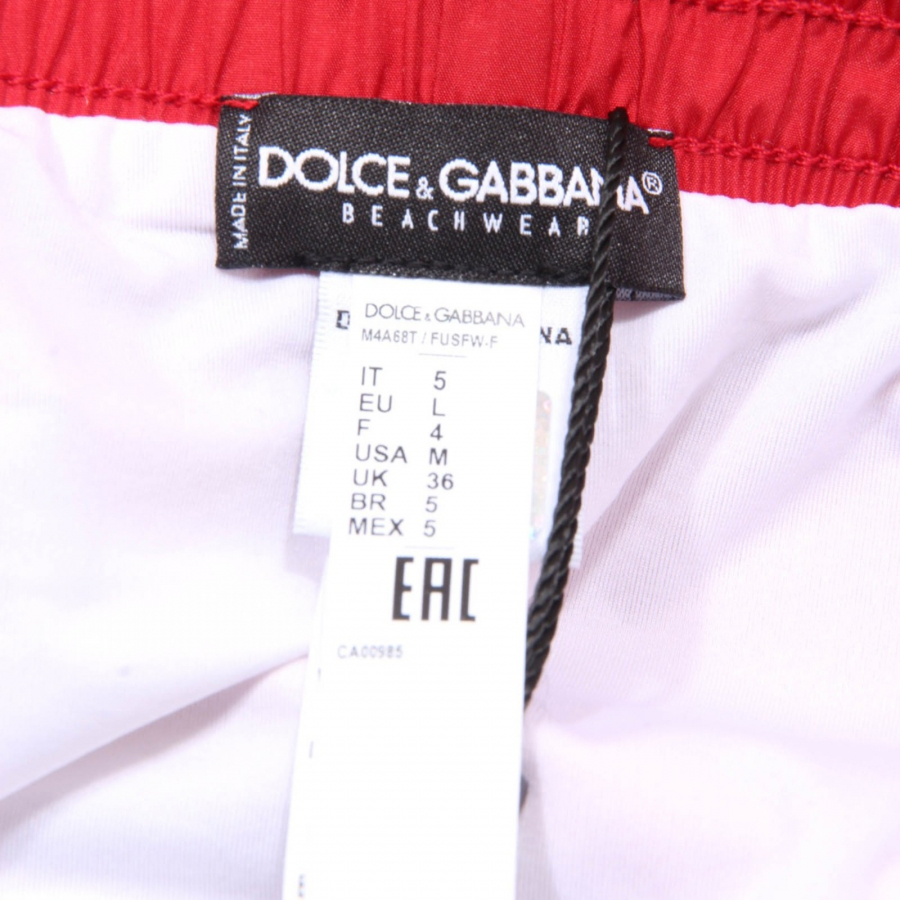 MADE IN ITALY
DOLCE & GABBANA®
BEACHWEAR
DOLCE & GABBANA
M4A68T / FUSFW-F
NA
IT 5
EU L
F 4
USA M
UK 36
BR 5
MEX 5
EAC
CA00985